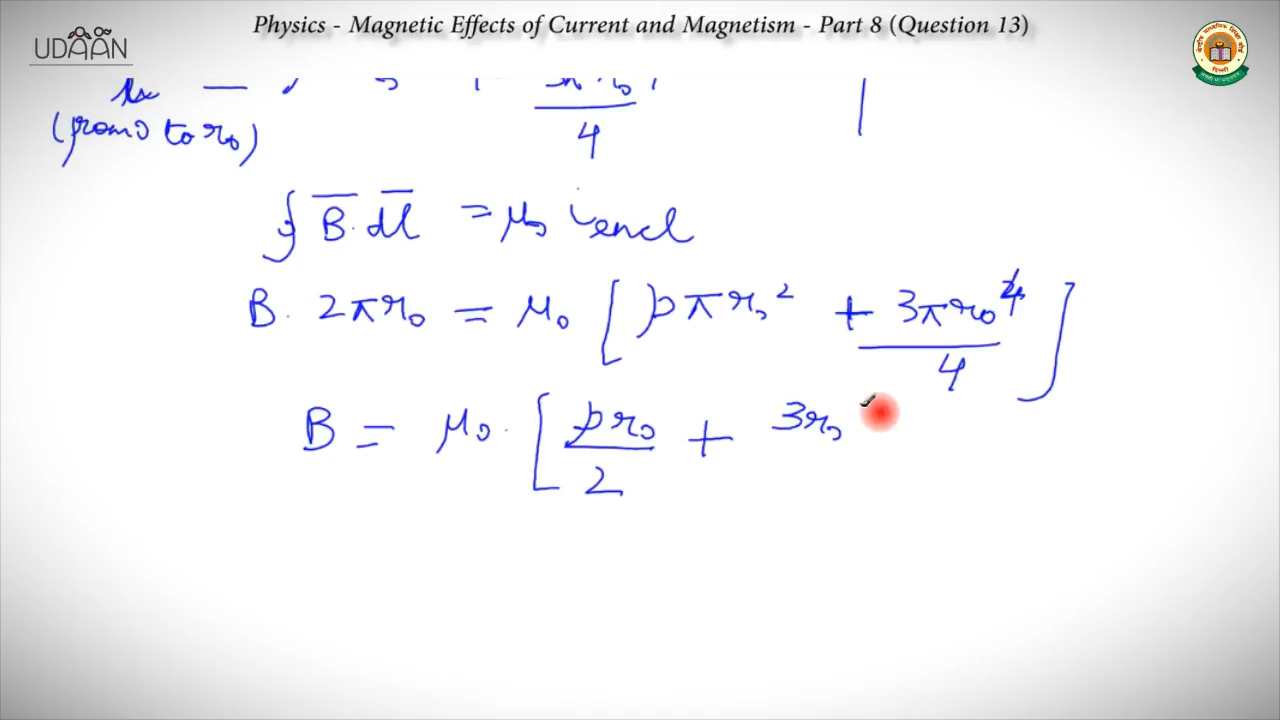 Physics - Magnetic Effects of Current and Magnetism - Part 8 (Question 13)
UDAAN
4
(from 0 to r₀)
∮ B̅. dl̅ = μ₀ iencl
B. 2πr₀ = μ₀ [ pπr₀² + 3πr₀⁴/4 ]
B = μ₀. [ pr₀/2 + 3r₀